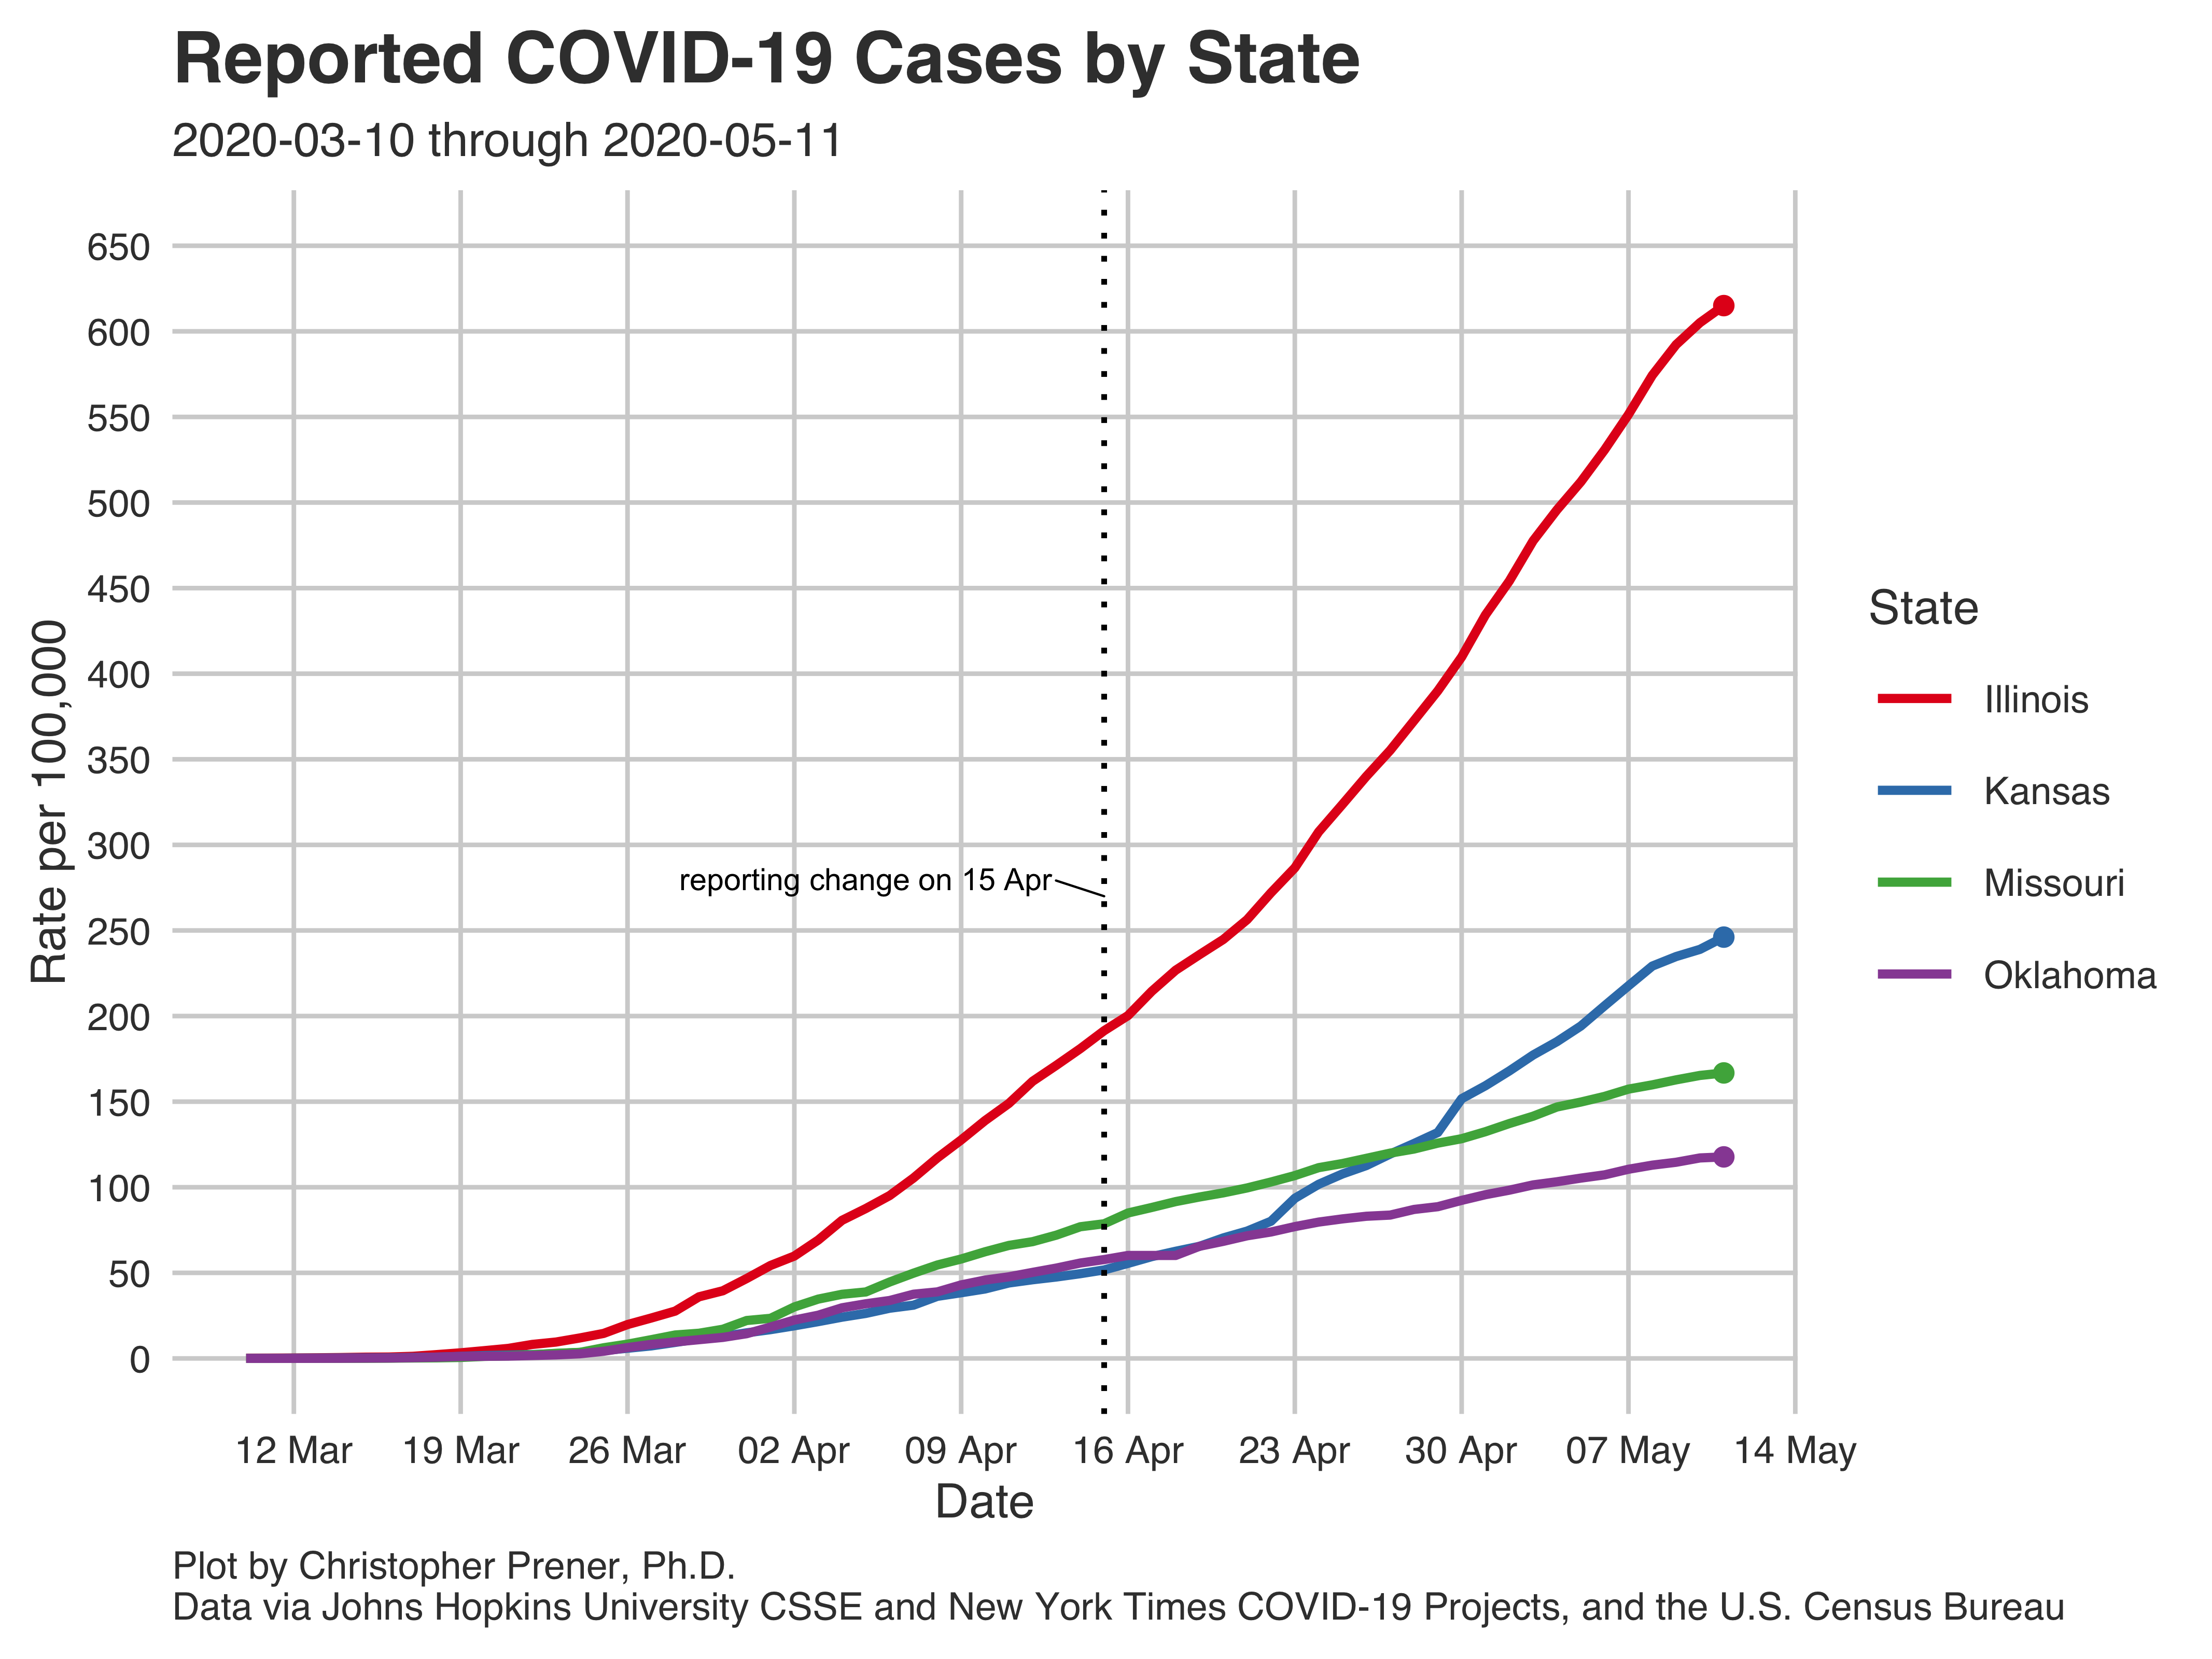 Reported COVID-19 Cases by State
2020-03-10 through 2020-05-11
Rate per 100,000
650
600
550
500
450
400
350
300
250
200
150
100
50
0
reporting change on 15 Apr
12 Mar
19 Mar
26 Mar
02 Apr
09 Apr
16 Apr
23 Apr
30 Apr
07 May
14 May
Date
State
Illinois
Kansas
Missouri
Oklahoma
Plot by Christopher Prener, Ph.D.
Data via Johns Hopkins University CSSE and New York Times COVID-19 Projects, and the U.S. Census Bureau